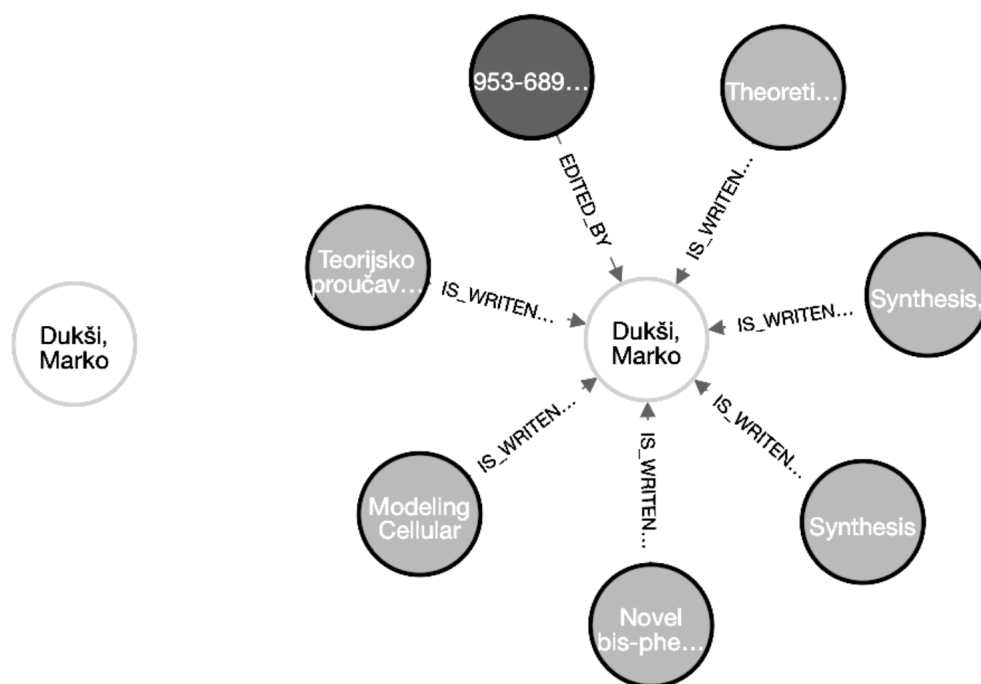 953-689...
Theoreti...
EDITED_BY
IS_WRITEN...
Teorijsko
proučav...
IS_WRITEN...
Synthesis,
IS_WRITEN...
Dukši,
Marko
Dukši,
Marko
IS_WRITEN...
IS_WRITEN...
IS_WRITEN...
Modeling
Cellular
Synthesis
Novel
bis-phe...